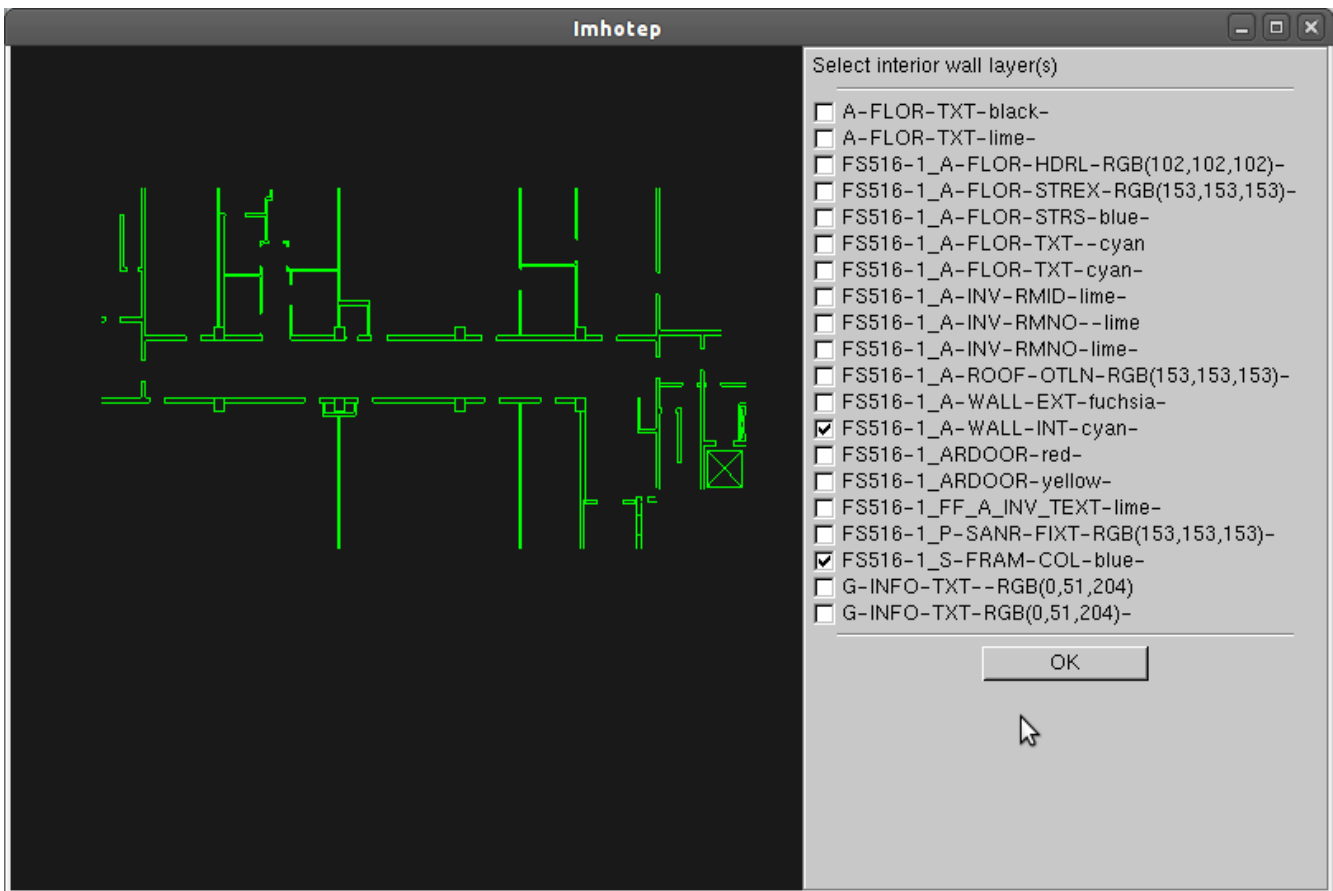 Imhotep
Select interior wall layer(s)
A-FLOR-TXT-black-
A-FLOR-TXT-lime-
FS516-1_A-FLOR-HDRL-RGB(102,102,102)-
FS516-1_A-FLOR-STREX-RGB(153,153,153)-
FS516-1_A-FLOR-STRS-blue-
FS516-1_A-FLOR-TXT--cyan
FS516-1_A-FLOR-TXT-cyan-
FS516-1_A-INV-RMID-lime-
FS516-1_A-INV-RMNO--lime
FS516-1_A-INV-RMNO-lime-
FS516-1_A-ROOF-OTLN-RGB(153,153,153)-
FS516-1_A-WALL-EXT-fuchsia-
FS516-1_A-WALL-INT-cyan-
FS516-1_ARDOOR-red-
FS516-1_ARDOOR-yellow-
FS516-1_FF_A_INV_TEXT-lime-
FS516-1_P-SANR-FIXT-RGB(153,153,153)-
FS516-1_S-FRAM-COL-blue-
G-INFO-TXT--RGB(0,51,204)
G-INFO-TXT-RGB(0,51,204)-
OK